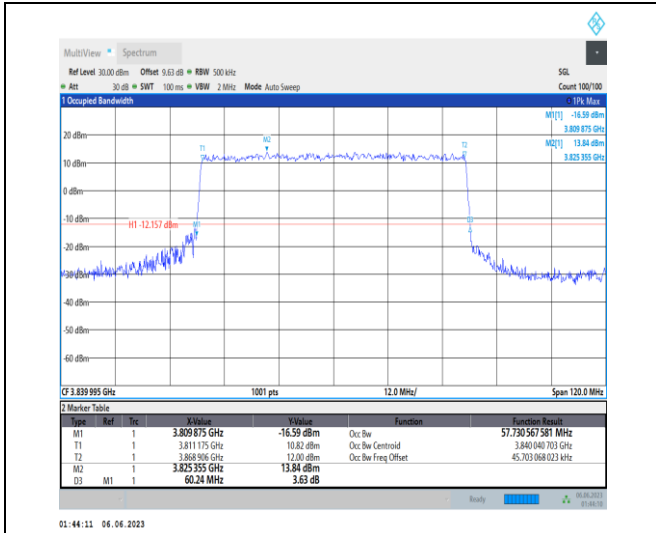 MultiView Spectrum
Ref Level 30.00 dBm Offset 9.63 dB RBW 500 kHz SGL
Att 30 dB SWT 100 ms VBW 2 MHz Mode Auto Sweep Count 100/100
1 Occupied Bandwidth 1Pk Max
M1[1] -16.59 dBm
3.809 875 GHz
M2[1] 13.84 dBm
3.825 355 GHz
20 dBm
T1 M2 T2
10 dBm
0 dBm
-10 dBm
H1 -12.157 dBm M1 D3
-20 dBm
-30 dBm
-40 dBm
-50 dBm
-60 dBm
CF 3.839 995 GHz 1001 pts 12.0 MHz/ Span 120.0 MHz
2 Marker Table
Type Ref Trc X-Value Y-Value Function Function Result
M1 1 3.809 875 GHz -16.59 dBm Occ Bw 57.730 567 581 MHz
T1 1 3.811 175 GHz 10.82 dBm Occ Bw Centroid 3.840 040 703 GHz
T2 1 3.868 906 GHz 12.00 dBm Occ Bw Freq Offset 45.703 068 023 kHz
M2 1 3.825 355 GHz 13.84 dBm
D3 M1 1 60.24 MHz 3.63 dB
Ready 06.06.2023
01:44:10
01:44:11 06.06.2023